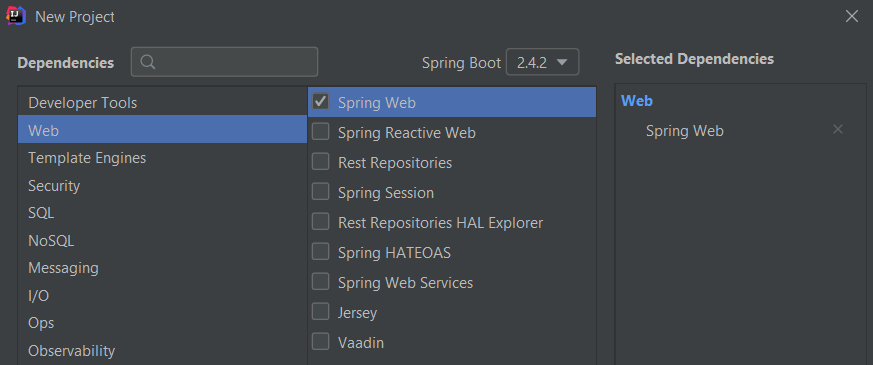 New Project
Dependencies
Spring Boot 2.4.2
Selected Dependencies
Developer Tools
Web
Template Engines
Security
SQL
NoSQL
Messaging
I/O
Ops
Observability
Spring Web
Spring Reactive Web
Rest Repositories
Spring Session
Rest Repositories HAL Explorer
Spring HATEOAS
Spring Web Services
Jersey
Vaadin
Web
Spring Web